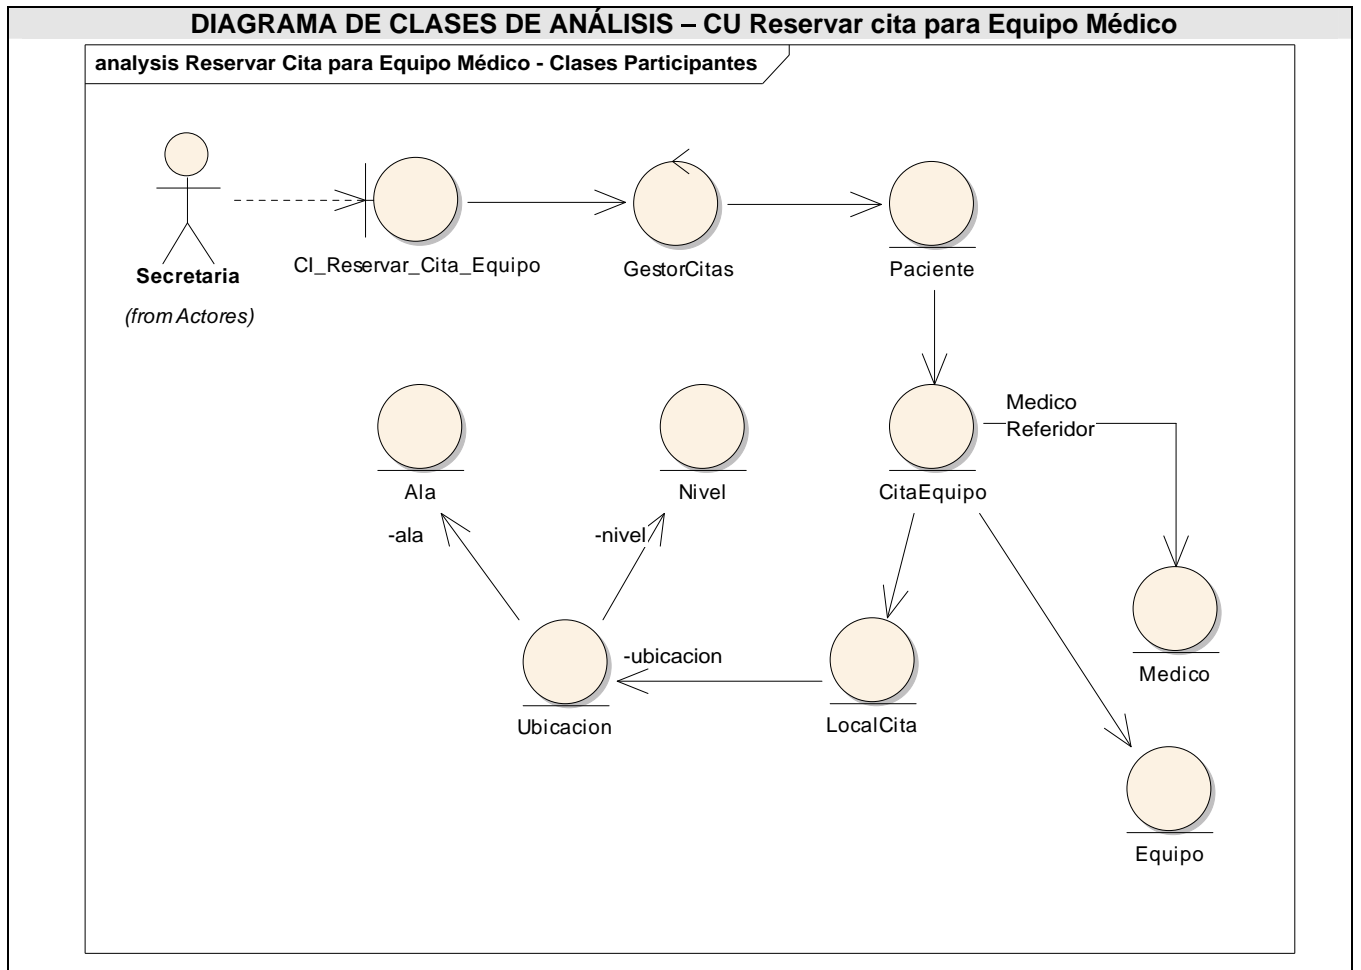 DIAGRAMA DE CLASES DE ANÁLISIS – CU Reservar cita para Equipo Médico
analysis Reservar Cita para Equipo Médico - Clases Participantes
CI_Reservar_Cita_Equipo
GestorCitas
Paciente
Secretaria
(from Actores)
Medico
Referidor
Ala
Nivel
CitaEquipo
-ala
-nivel
-ubicacion
Medico
Ubicacion
LocalCita
Equipo